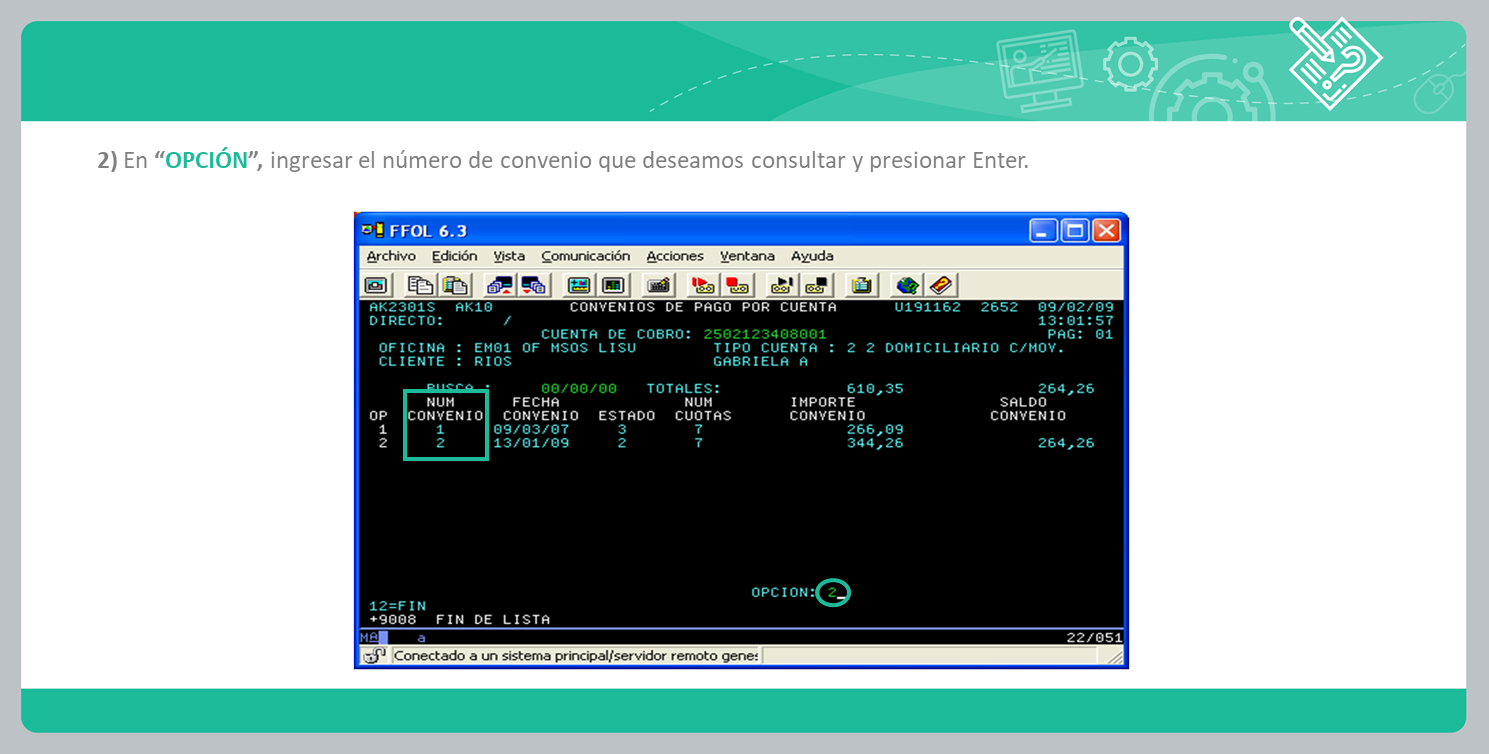 2) En “OPCIÓN”, ingresar el número de convenio que deseamos consultar y presionar Enter.
FFOL 6.3
Archivo Edición Vista Comunicación Acciones Ventana Ayuda
AK2301S AK10 CONVENIOS DE PAGO POR CUENTA U191162 2652 09/02/09
DIRECTO: / 13:01:57
CUENTA DE COBRO: 2502123408001 PAG: 01
OFICINA : EM01 OF MSOS LISU TIPO CUENTA : 2 2 DOMICILIARIO C/MOV.
CLIENTE : RIOS GABRIELA A
BUSCA : 00/00/00 TOTALES: 610,35 264,26
NUM FECHA NUM IMPORTE SALDO
OP CONVENIO CONVENIO ESTADO CUOTAS CONVENIO CONVENIO
1 1 09/03/07 3 7 266,09
2 2 13/01/09 2 7 344,26 264,26
OPCION: 2_
12=FIN
+9008 FIN DE LISTA
MA a 22/051
Conectado a un sistema principal/servidor remoto gene